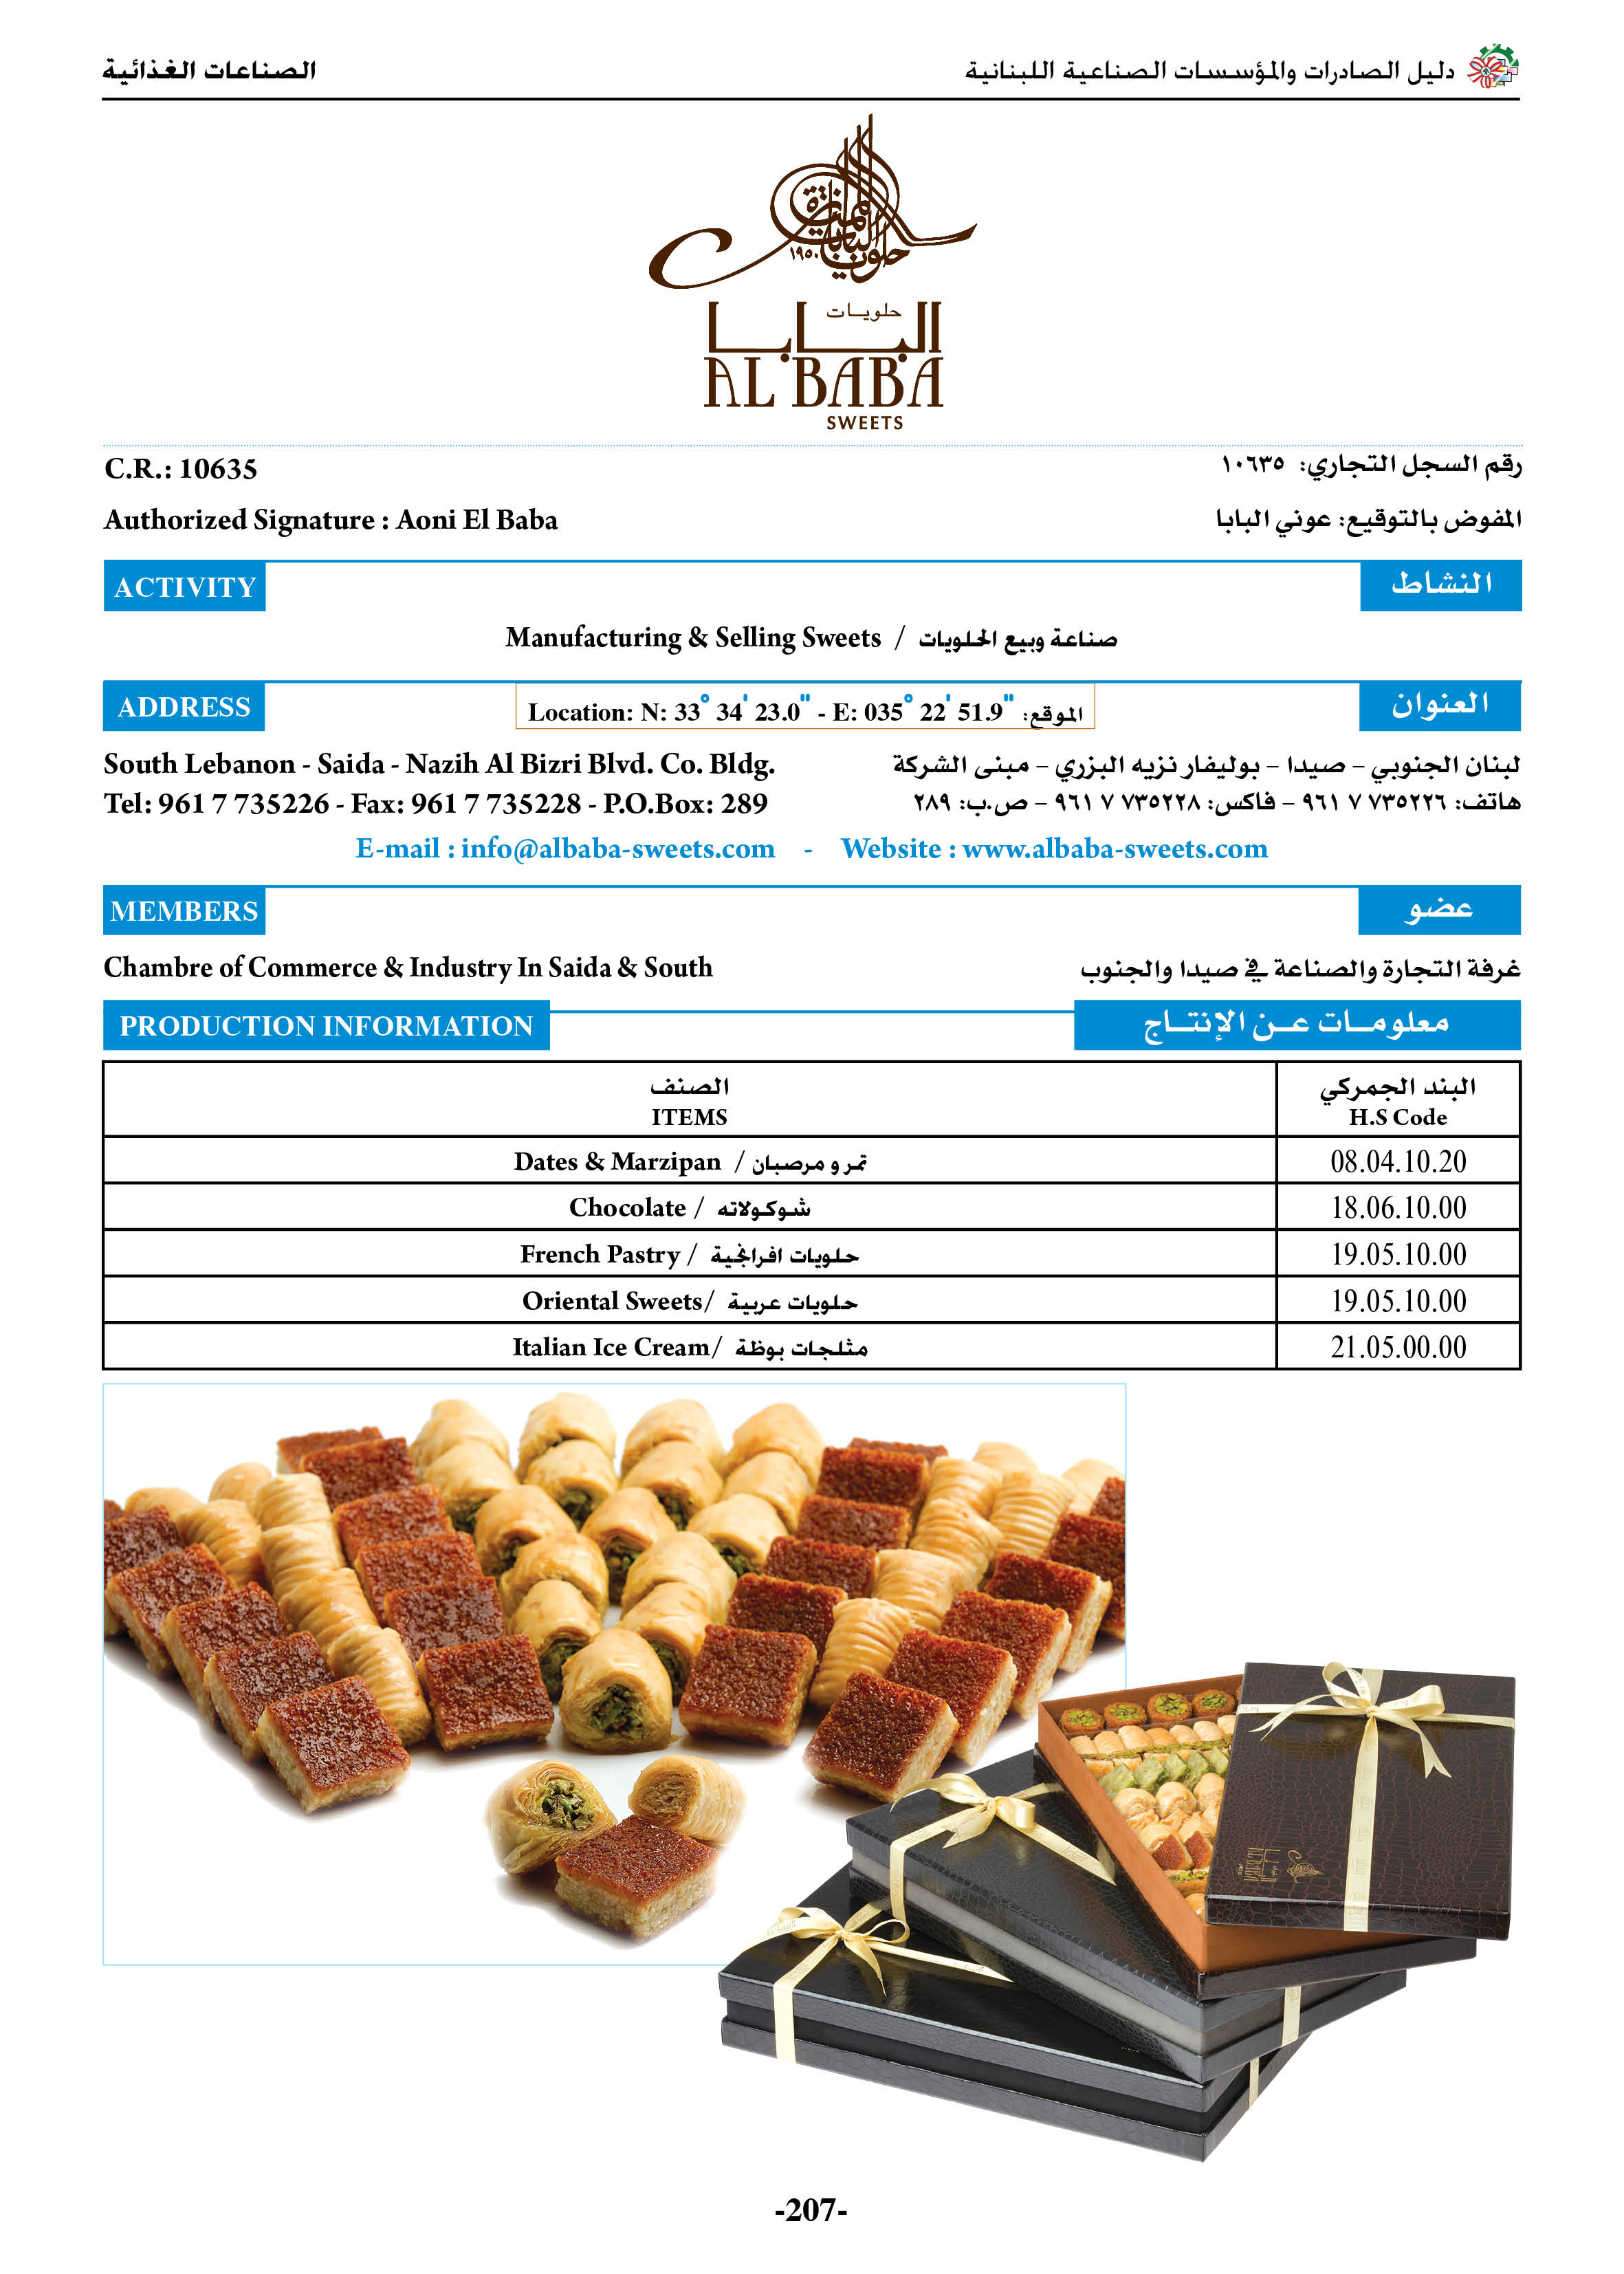 دليل الصادرات والمؤسسات الصناعية اللبنانية
الصناعات الغذائية
حلويات البابا
١٩٥٠
حلويات
البابا
AL BABA
SWEETS
C.R.: 10635
رقم السجل التجاري: ١٠٦٣٥
Authorized Signature : Aoni El Baba
المفوض بالتوقيع: عوني البابا
ACTIVITY
النشاط
Manufacturing & Selling Sweets / صناعة وبيع الحلويات
ADDRESS
Location: N: 33° 34' 23.0" - E: 035° 22' 51.9" :الموقع
العنوان
South Lebanon - Saida - Nazih Al Bizri Blvd. Co. Bldg.
لبنان الجنوبي - صيدا - بوليفار نزيه البزري - مبنى الشركة
Tel: 961 7 735226 - Fax: 961 7 735228 - P.O.Box: 289
هاتف: ٧٣٥٢٢٦ ٧ ٩٦١ - فاكس: ٧٣٥٢٢٨ ٧ ٩٦١ - ص.ب: ٢٨٩
E-mail : info@albaba-sweets.com - Website : www.albaba-sweets.com
MEMBERS
عضو
Chambre of Commerce & Industry In Saida & South
غرفة التجارة والصناعة في صيدا والجنوب
PRODUCTION INFORMATION
معلومات عن الإنتاج
الصنف
ITEMS
البند الجمركي
H.S Code
Dates & Marzipan / تمر و مرصبان
08.04.10.20
Chocolate / شوكولاته
18.06.10.00
French Pastry / حلويات افرانجية
19.05.10.00
Oriental Sweets/ حلويات عربية
19.05.10.00
Italian Ice Cream/ مثلجات بوظة
21.05.00.00
البابا
AL BABA
-207-